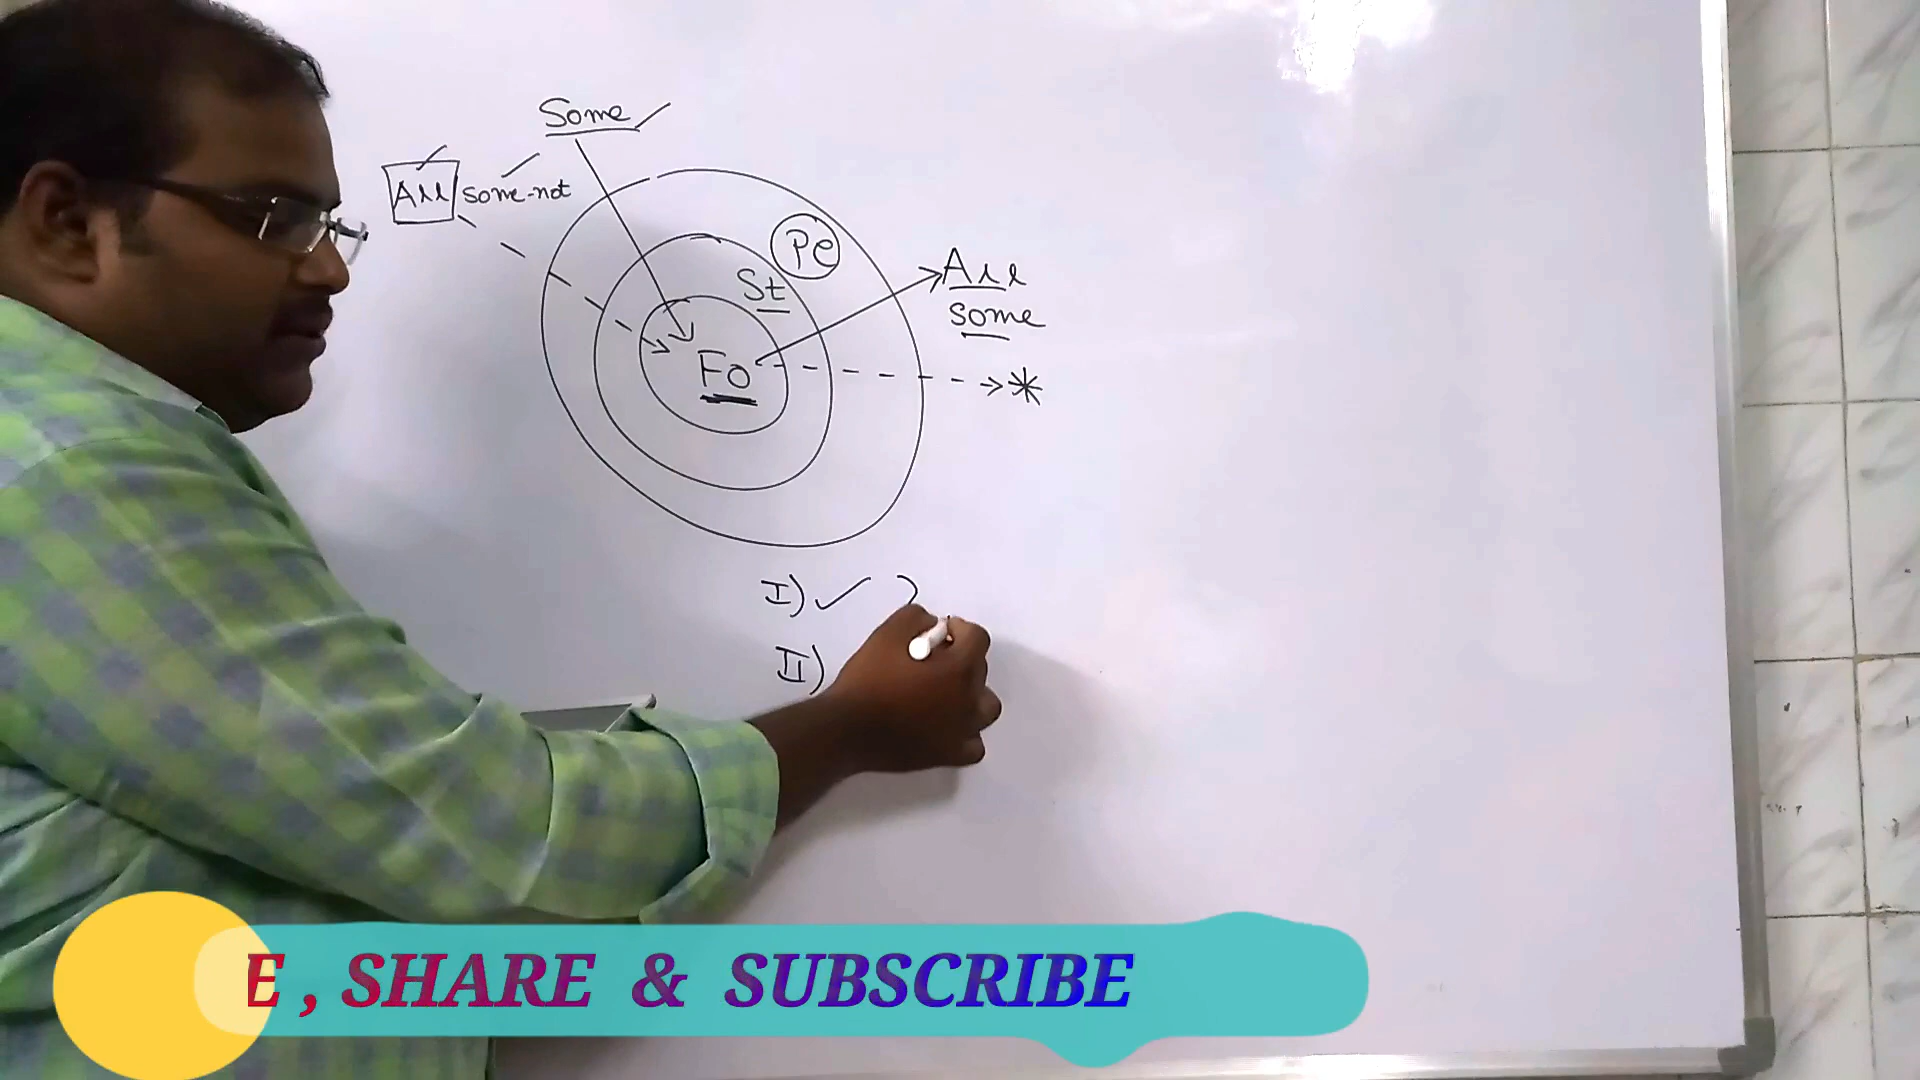 Some
All some-not
Pe
St
All
some
Fo
*
I) ✓
II)
E , SHARE & SUBSCRIBE